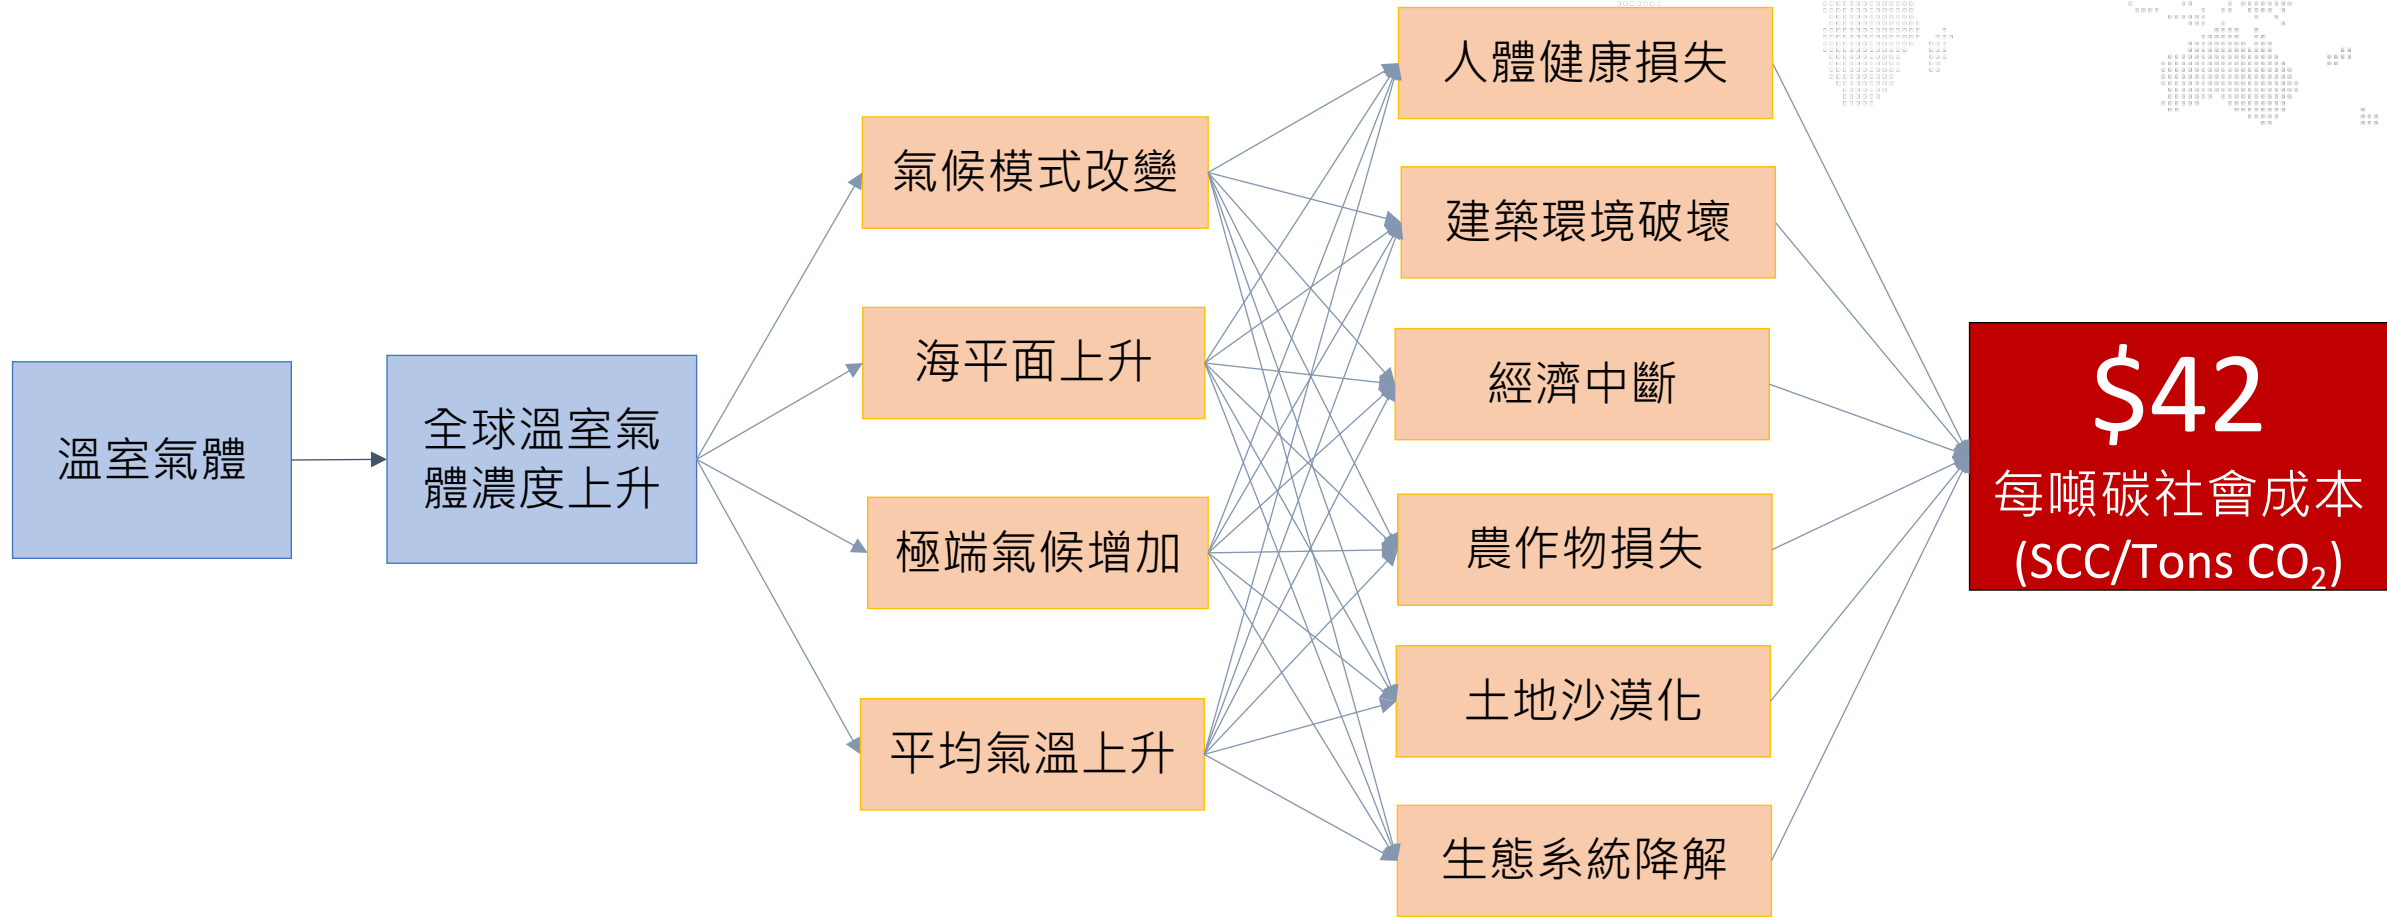 溫室氣體
全球溫室氣
體濃度上升
氣候模式改變
海平面上升
極端氣候增加
平均氣溫上升
人體健康損失
建築環境破壞
經濟中斷
農作物損失
土地沙漠化
生態系統降解
$42
每噸碳社會成本
(SCC/Tons CO₂)